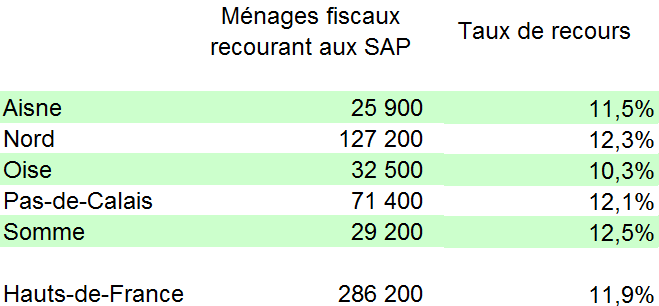 Ménages fiscaux
recourant aux SAP
Taux de recours
Aisne 25 900 11,5%
Nord 127 200 12,3%
Oise 32 500 10,3%
Pas-de-Calais 71 400 12,1%
Somme 29 200 12,5%
Hauts-de-France 286 200 11,9%